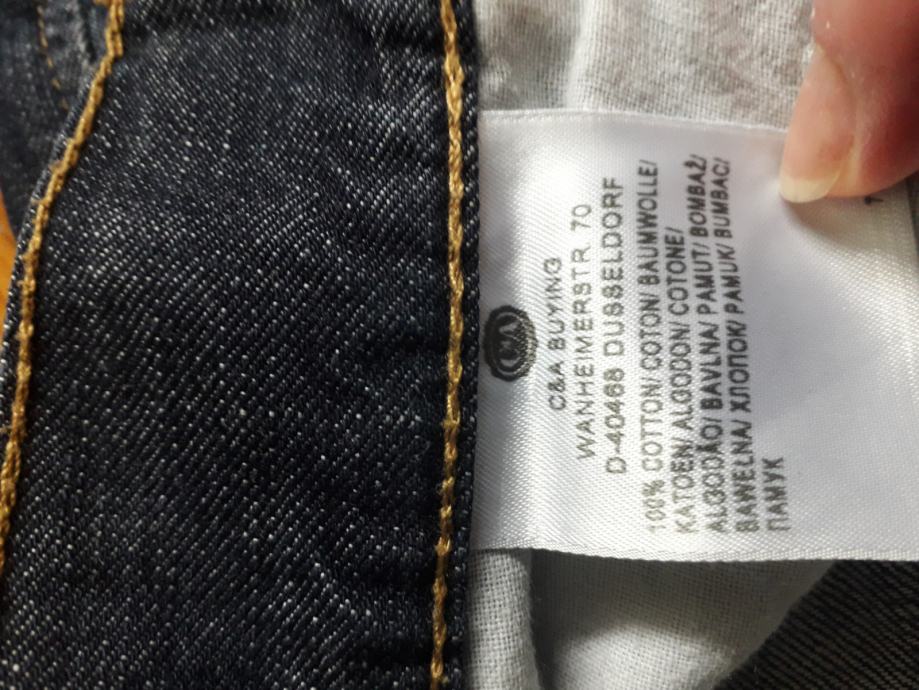 C&A
C&A BUYING
WANHEIMERSTR. 70
D-40468 DUSSELDORF
100% COTTON/ COTON/ BAUMWOLLE/
KATOEN/ ALGODON/ COTONE/
ALGODÃO/ BAVLNA/ PAMUT/ BOMBAŽ/
BAWEŁNA/ ХЛОПОК/ PAMUK/ BUMBAC/
ПАМУК